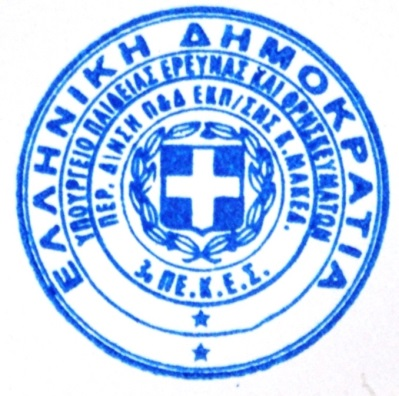 ΕΛΛΗΝΙΚΗ ΔΗΜΟΚΡΑΤΙΑ
ΥΠΟΥΡΓΕΙΟ ΠΑΙΔΕΙΑΣ ΕΡΕΥΝΑΣ ΚΑΙ ΘΡΗΣΚΕΥΜΑΤΩΝ
ΠΕΡ. Δ/ΝΣΗ Π&Δ ΕΚΠ/ΣΗΣ Κ. ΜΑΚΕΔ.
3ο ΠΕ.Κ.Ε.Σ.